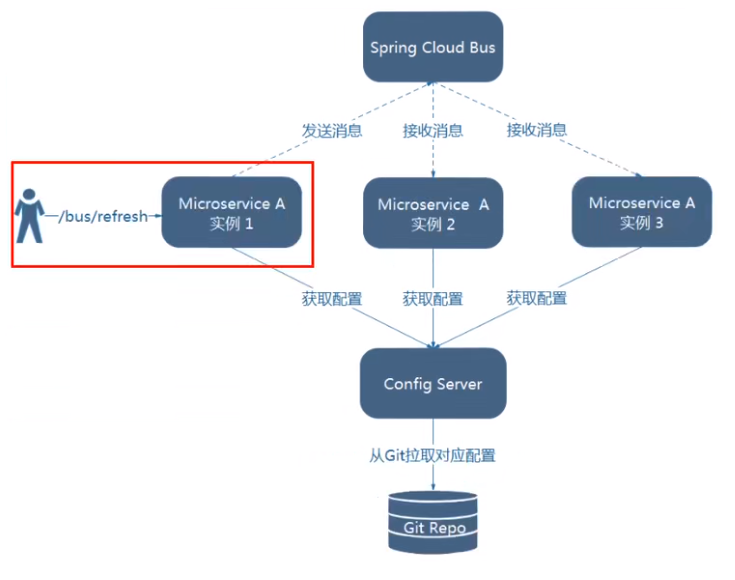 Spring Cloud Bus
发送消息
接收消息
接收消息
/bus/refresh
Microservice A
实例 1
Microservice A
实例 2
Microservice A
实例 3
获取配置
获取配置
获取配置
Config Server
从Git拉取对应配置
Git Repo